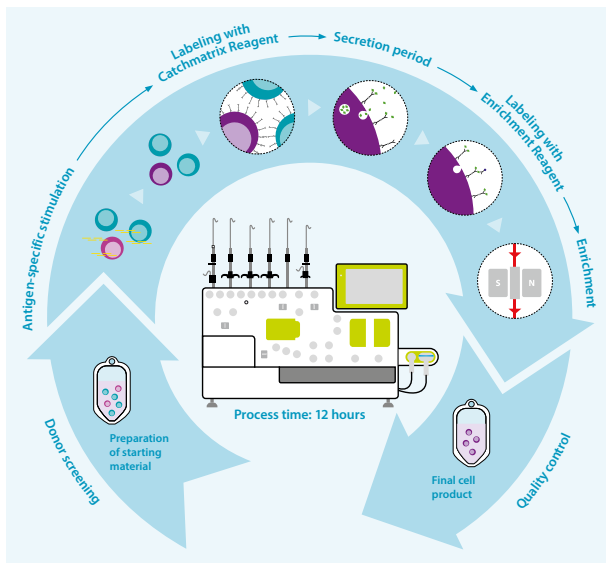 Labeling with
Catchmatrix Reagent
Secretion period
Labeling with
Enrichment Reagent
Antigen-specific stimulation
Enrichment
S
N
Process time: 12 hours
Preparation
of starting
material
Donor screening
Final cell
product
Quality control